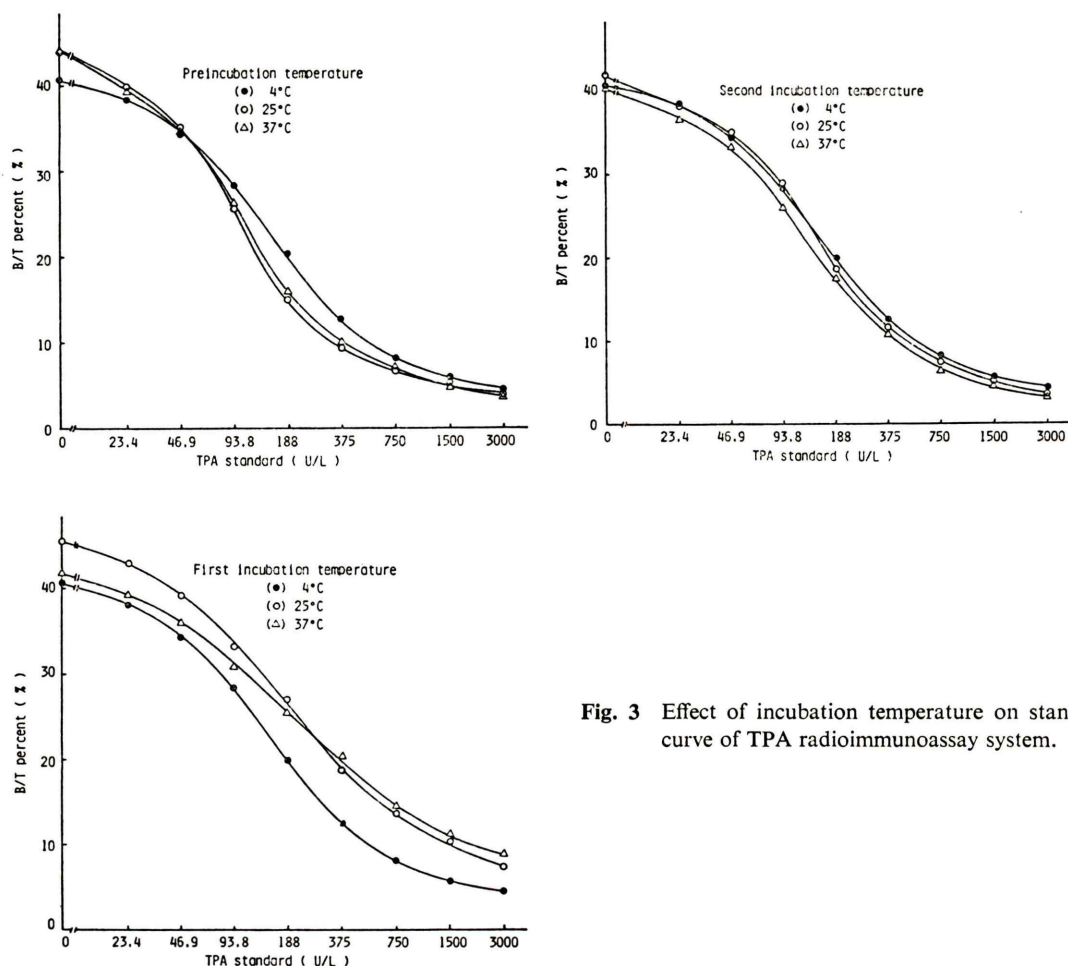 B/T percent ( % )
40
30
20
10
0
Preincubation temperature
(●) 4°C
(○) 25°C
(△) 37°C
0 23.4 46.9 93.8 188 375 750 1500 3000
TPA standard ( U/L )
B/T percent ( % )
40
30
20
10
0
Second incubation temperature
(●) 4°C
(○) 25°C
(△) 37°C
0 23.4 46.9 93.8 188 375 750 1500 3000
TPA standard ( U/L )
B/T percent ( % )
40
30
20
10
0
First incubation temperature
(●) 4°C
(○) 25°C
(△) 37°C
0 23.4 46.9 93.8 188 375 750 1500 3000
TPA standard ( U/L )
Fig. 3 Effect of incubation temperature on stan
curve of TPA radioimmunoassay system.